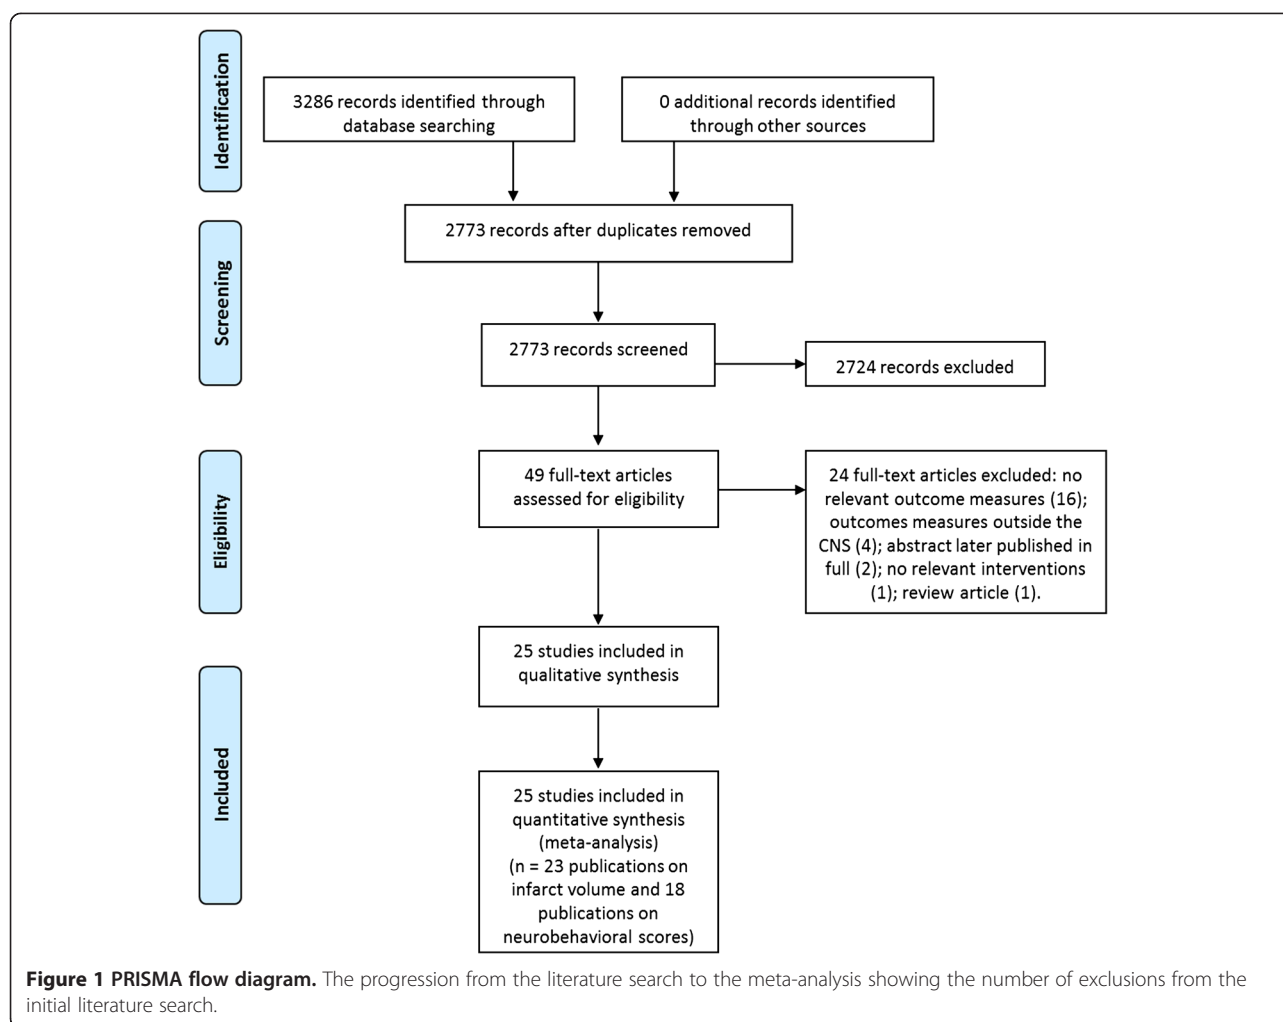 Identification
3286 records identified through
database searching
0 additional records identified
through other sources
2773 records after duplicates removed
Screening
2773 records screened
2724 records excluded
Eligibility
49 full-text articles
assessed for eligibility
24 full-text articles excluded: no
relevant outcome measures (16);
outcomes measures outside the
CNS (4); abstract later published in
full (2); no relevant interventions
(1); review article (1).
25 studies included in
qualitative synthesis
Included
25 studies included in
quantitative synthesis
(meta-analysis)
(n = 23 publications on
infarct volume and 18
publications on
neurobehavioral scores)
Figure 1 PRISMA flow diagram. The progression from the literature search to the meta-analysis showing the number of exclusions from the
initial literature search.